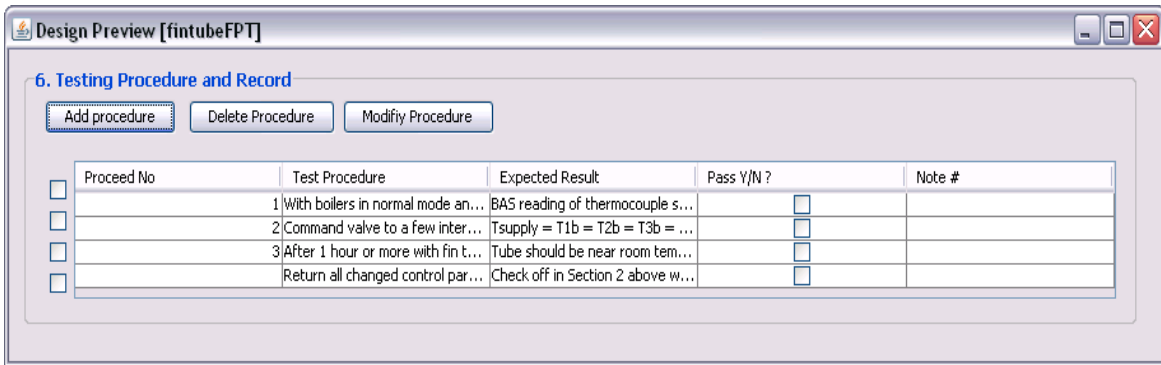 Design Preview [fintubeFPT]
6. Testing Procedure and Record
Add procedure Delete Procedure Modifiy Procedure
Proceed No Test Procedure Expected Result Pass Y/N ? Note #
1 With boilers in normal mode an... BAS reading of thermocouple s...
2 Command valve to a few inter... Tsupply = T1b = T2b = T3b = ...
3 After 1 hour or more with fin t... Tube should be near room tem...
Return all changed control par... Check off in Section 2 above w...